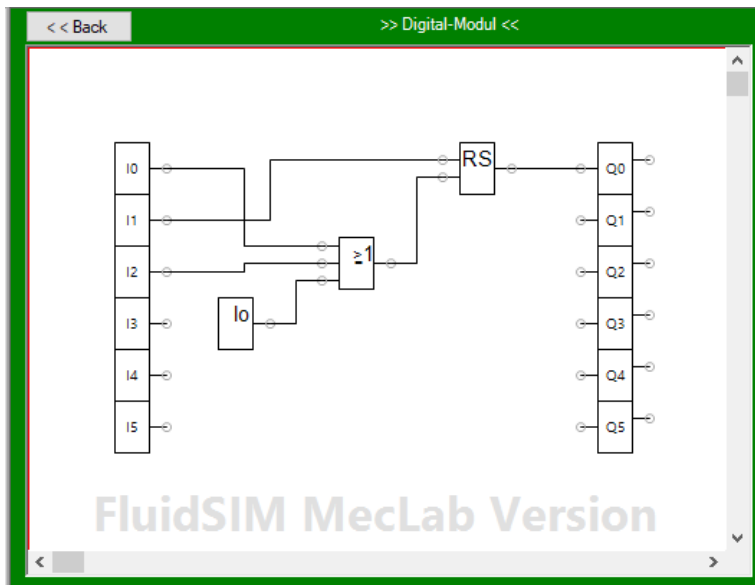 < < Back
>> Digital-Modul <<
I0
I1
I2
I3
I4
I5
lo
≥1
RS
Q0
Q1
Q2
Q3
Q4
Q5
FluidSIM MecLab Version